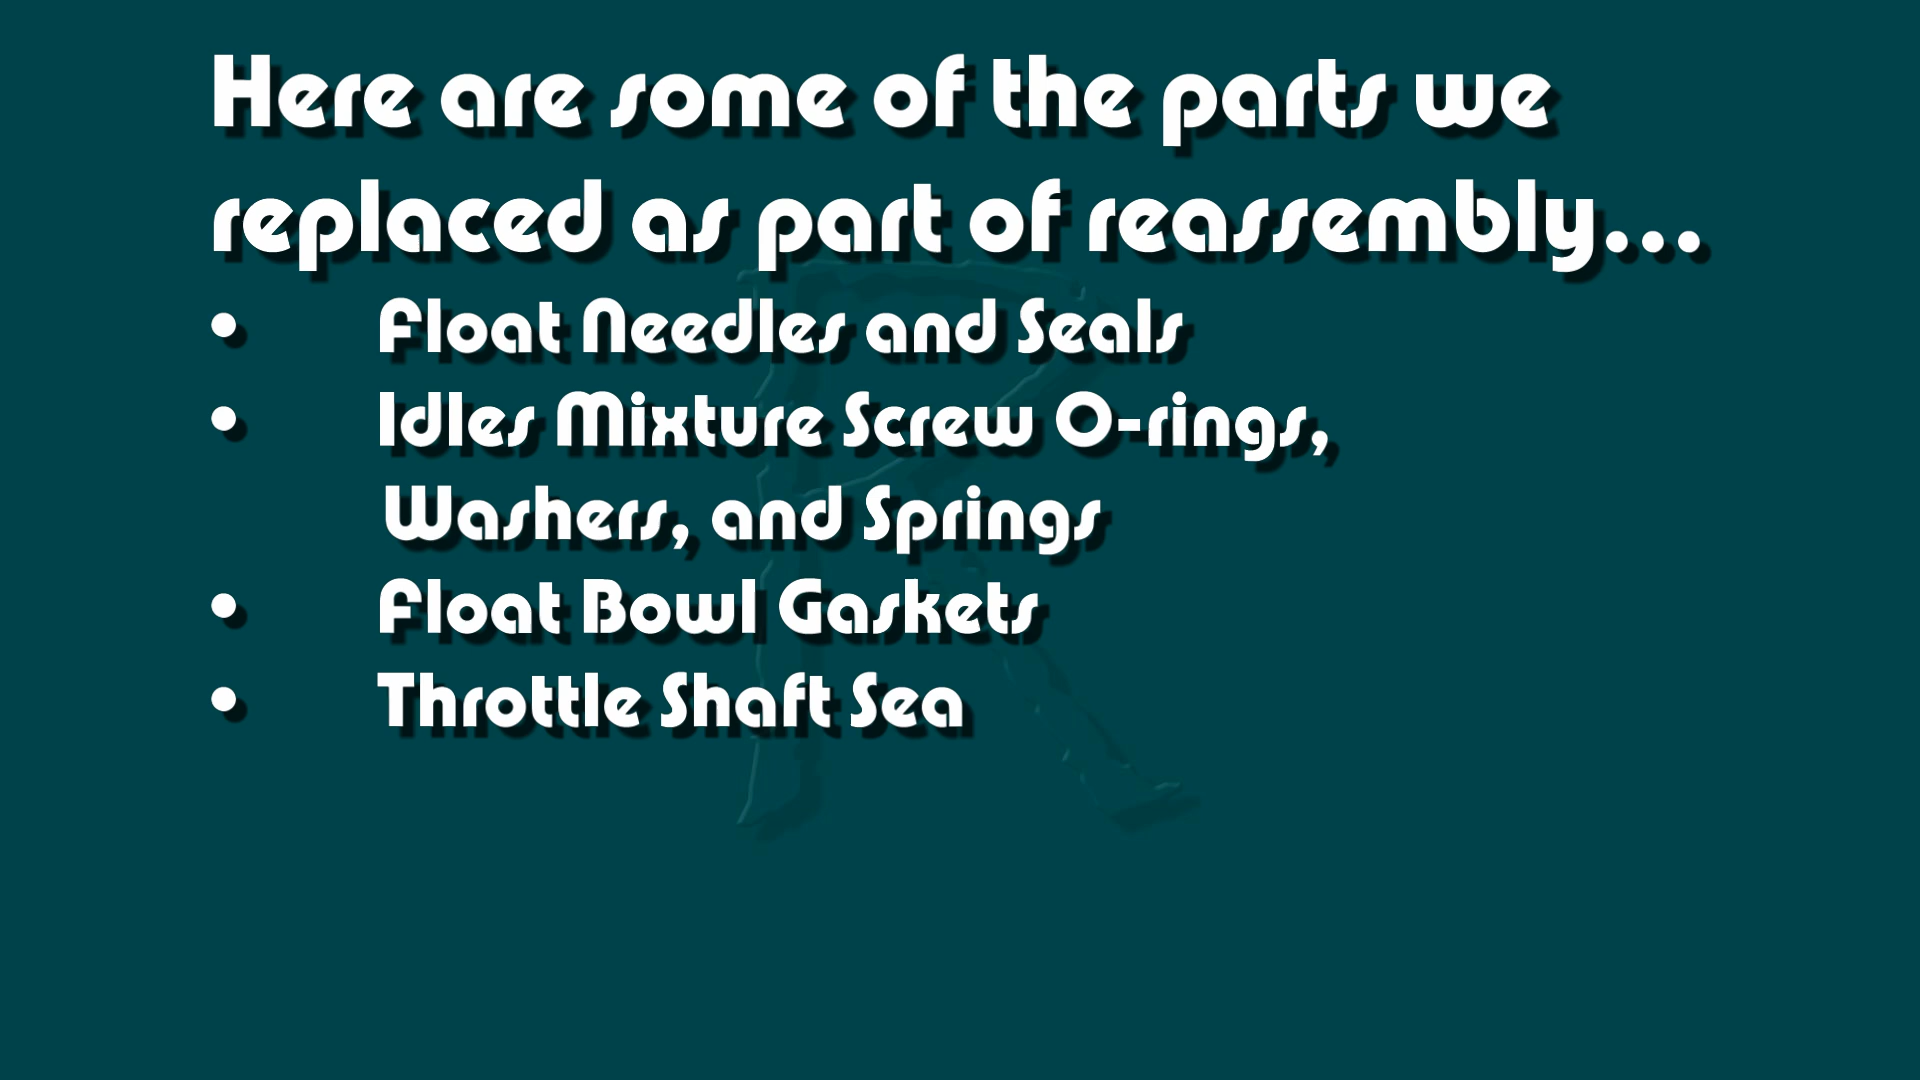 Here are some of the parts we
replaced as part of reassembly...
• Float Needles and Seals
• Idles Mixture Screw O-rings,
Washers, and Springs
• Float Bowl Gaskets
• Throttle Shaft Sea